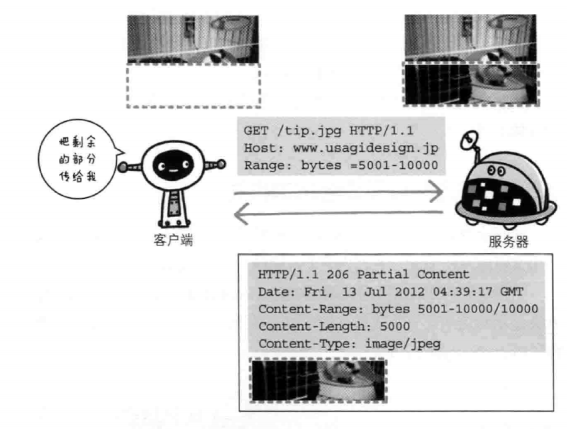 把剩余
的部分
传给我
GET /tip.jpg HTTP/1.1
Host: www.usagidesign.jp
Range: bytes =5001-10000
客户端
服务器
HTTP/1.1 206 Partial Content
Date: Fri, 13 Jul 2012 04:39:17 GMT
Content-Range: bytes 5001-10000/10000
Content-Length: 5000
Content-Type: image/jpeg